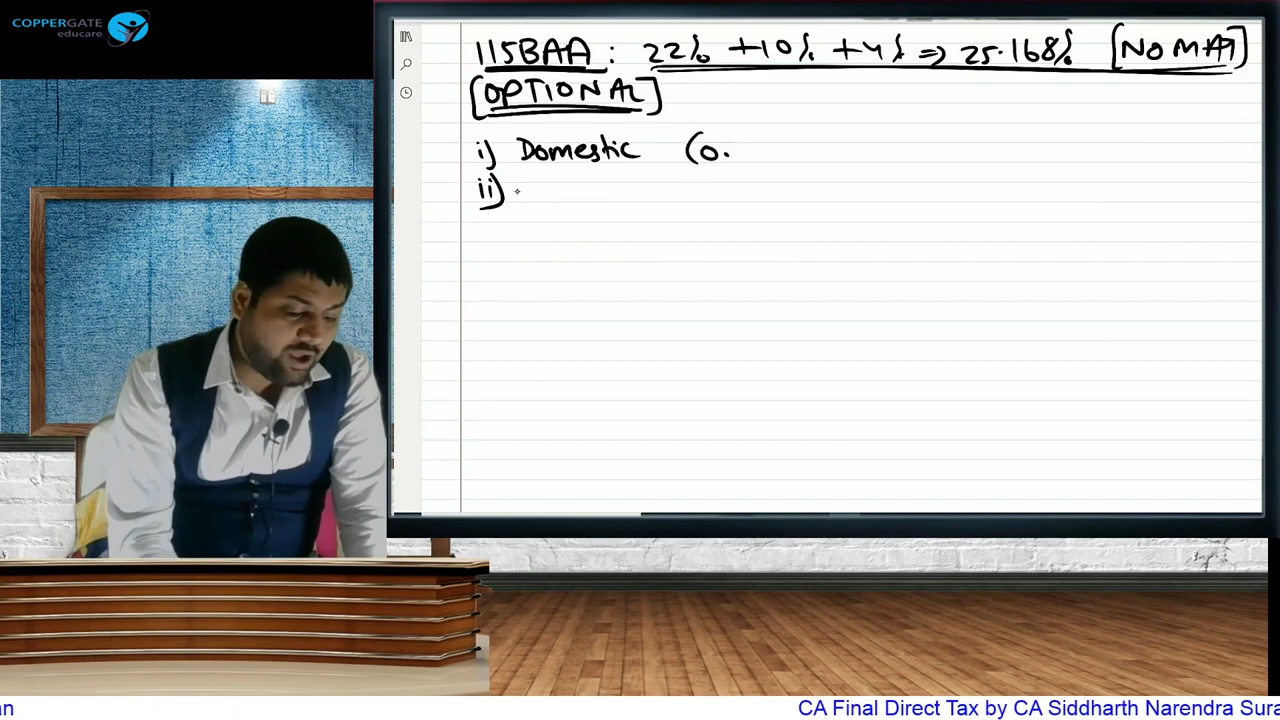 COPPERGATE
educare
115BAA : 22% +10% +4% ⇒ 25.168% [NO MAT]
[OPTIONAL]
i) Domestic (o.
ii)
an
CA Final Direct Tax by CA Siddharth Narendra Sura